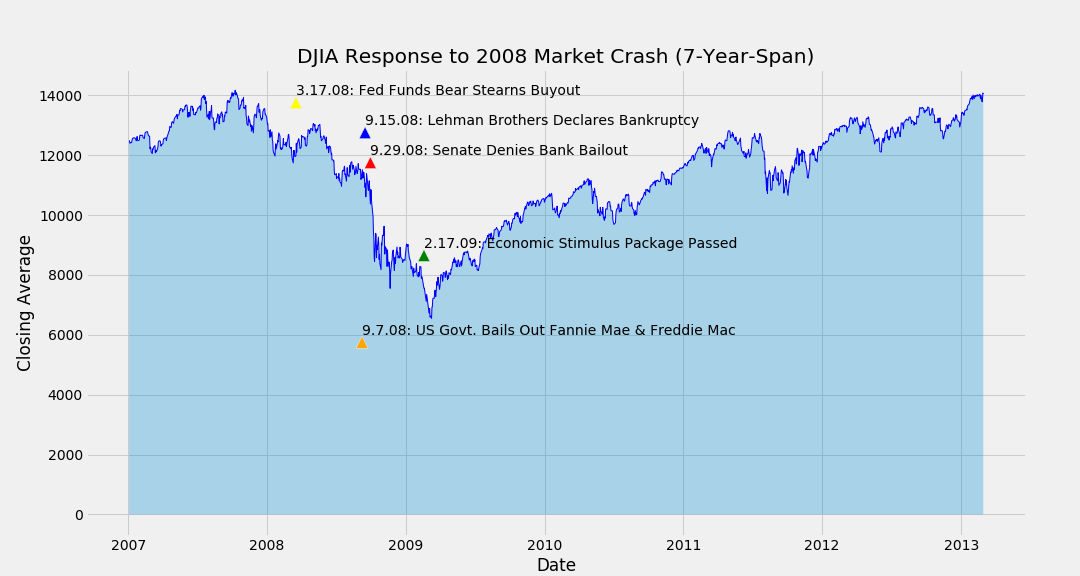 DJIA Response to 2008 Market Crash (7-Year-Span)
14000
12000
10000
8000
6000
4000
2000
0
Closing Average
3.17.08: Fed Funds Bear Stearns Buyout
9.15.08: Lehman Brothers Declares Bankruptcy
9.29.08: Senate Denies Bank Bailout
2.17.09: Economic Stimulus Package Passed
9.7.08: US Govt. Bails Out Fannie Mae & Freddie Mac
2007 2008 2009 2010 2011 2012 2013
Date